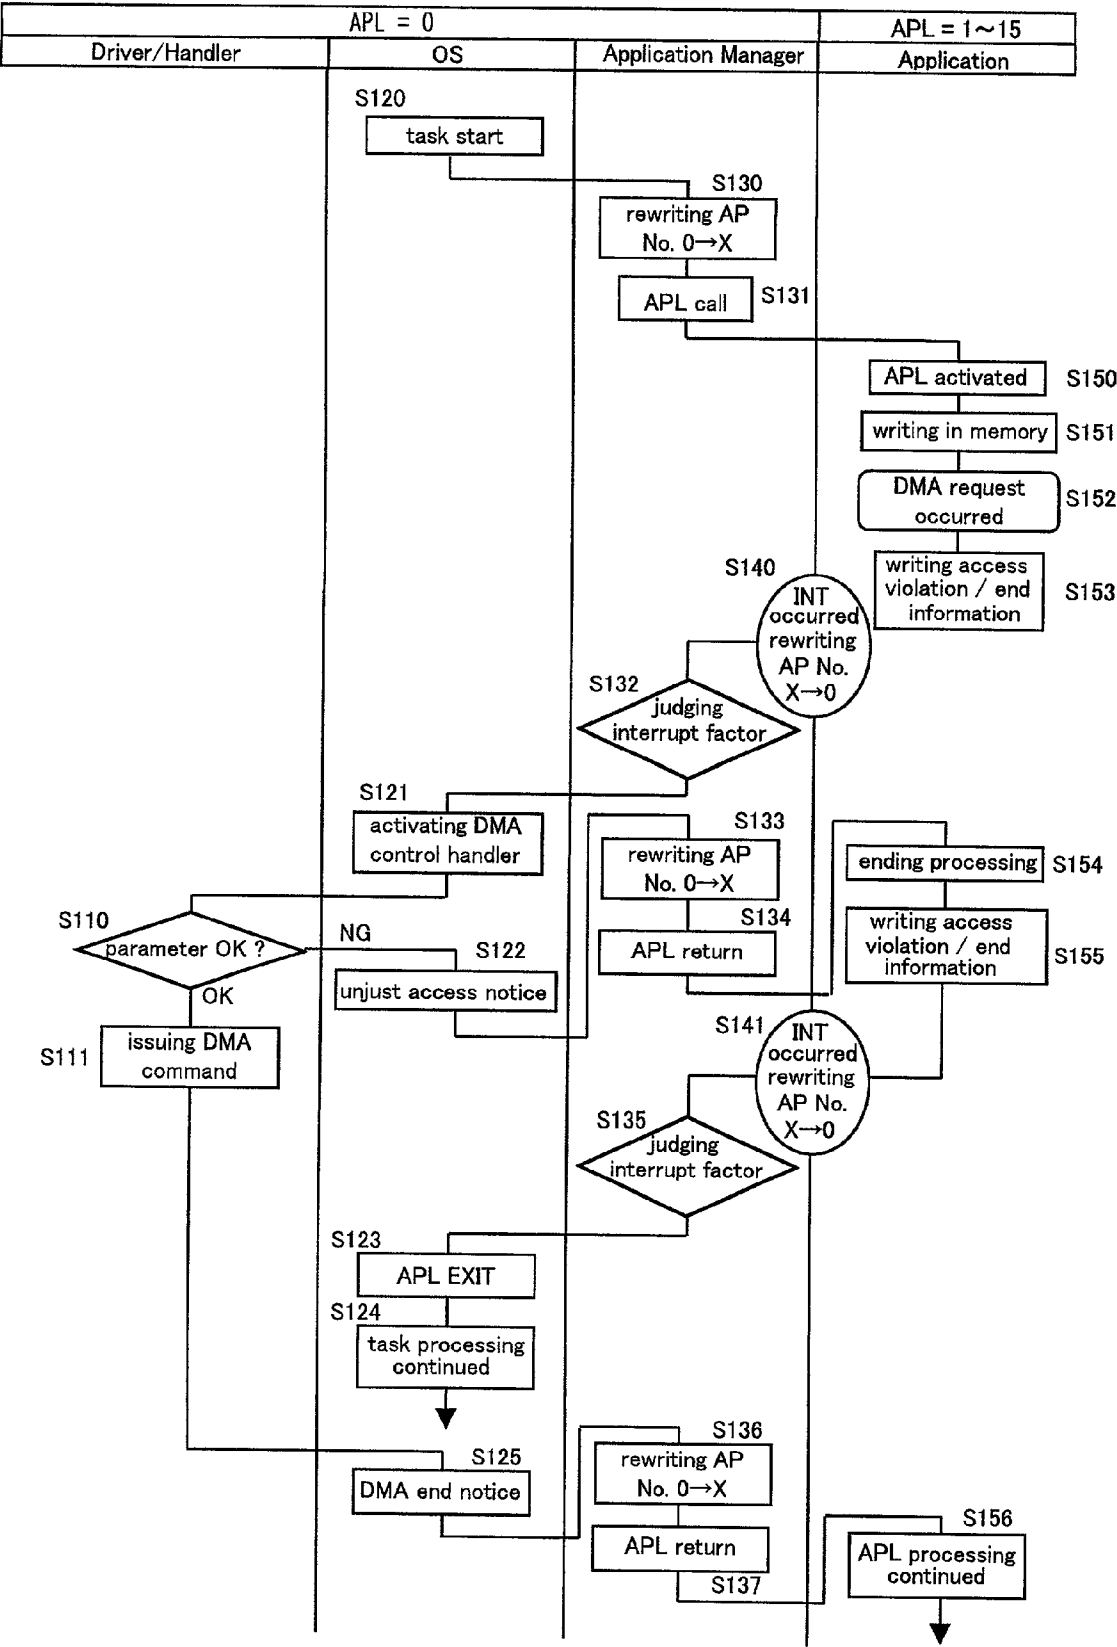 APL = 0
APL = 1～15
Driver/Handler
OS
Application Manager
Application
S120
task start
S130
rewriting AP
No. 0→X
APL call
S131
APL activated
S150
writing in memory
S151
DMA request
occurred
S152
writing access
violation / end
information
S153
S140
INT
occurred
rewriting
AP No.
X→0
S132
judging
interrupt factor
S121
activating DMA
control handler
S133
rewriting AP
No. 0→X
ending processing
S154
S110
parameter OK ?
NG
OK
S122
unjust access notice
S134
APL return
writing access
violation / end
information
S155
S111
issuing DMA
command
S141
INT
occurred
rewriting
AP No.
X→0
S135
judging
interrupt factor
S123
APL EXIT
S124
task processing
continued
S125
DMA end notice
S136
rewriting AP
No. 0→X
APL return
S137
S156
APL processing
continued